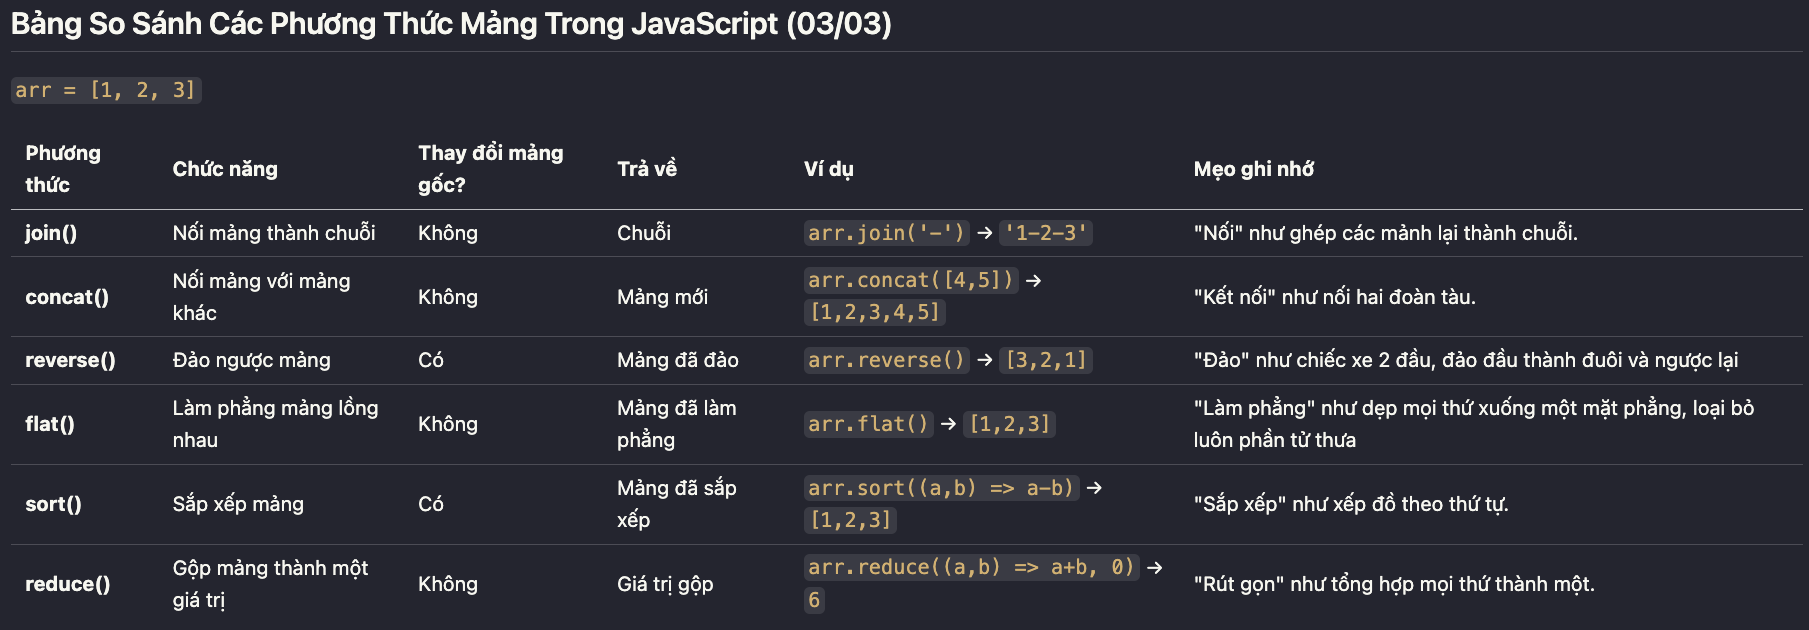 Bảng So Sánh Các Phương Thức Mảng Trong JavaScript (03/03)
arr = [1, 2, 3]
Phương thức | Chức năng | Thay đổi mảng gốc? | Trả về | Ví dụ | Mẹo ghi nhớ
join() | Nối mảng thành chuỗi | Không | Chuỗi | arr.join('-') → '1-2-3' | "Nối" như ghép các mảnh lại thành chuỗi.
concat() | Nối mảng với mảng khác | Không | Mảng mới | arr.concat([4,5]) → [1,2,3,4,5] | "Kết nối" như nối hai đoàn tàu.
reverse() | Đảo ngược mảng | Có | Mảng đã đảo | arr.reverse() → [3,2,1] | "Đảo" như chiếc xe 2 đầu, đảo đầu thành đuôi và ngược lại
flat() | Làm phẳng mảng lồng nhau | Không | Mảng đã làm phẳng | arr.flat() → [1,2,3] | "Làm phẳng" như dẹp mọi thứ xuống một mặt phẳng, loại bỏ luôn phần tử thưa
sort() | Sắp xếp mảng | Có | Mảng đã sắp xếp | arr.sort((a,b) => a-b) → [1,2,3] | "Sắp xếp" như xếp đồ theo thứ tự.
reduce() | Gộp mảng thành một giá trị | Không | Giá trị gộp | arr.reduce((a,b) => a+b, 0) → 6 | "Rút gọn" như tổng hợp mọi thứ thành một.